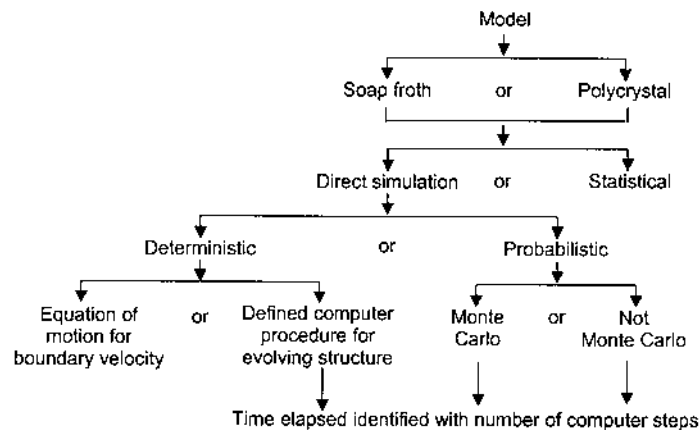 Model
Soap froth or Polycrystal
Direct simulation or Statistical
Deterministic or Probabilistic
Equation of motion for boundary velocity or Defined computer procedure for evolving structure Monte Carlo or Not Monte Carlo
Time elapsed identified with number of computer steps